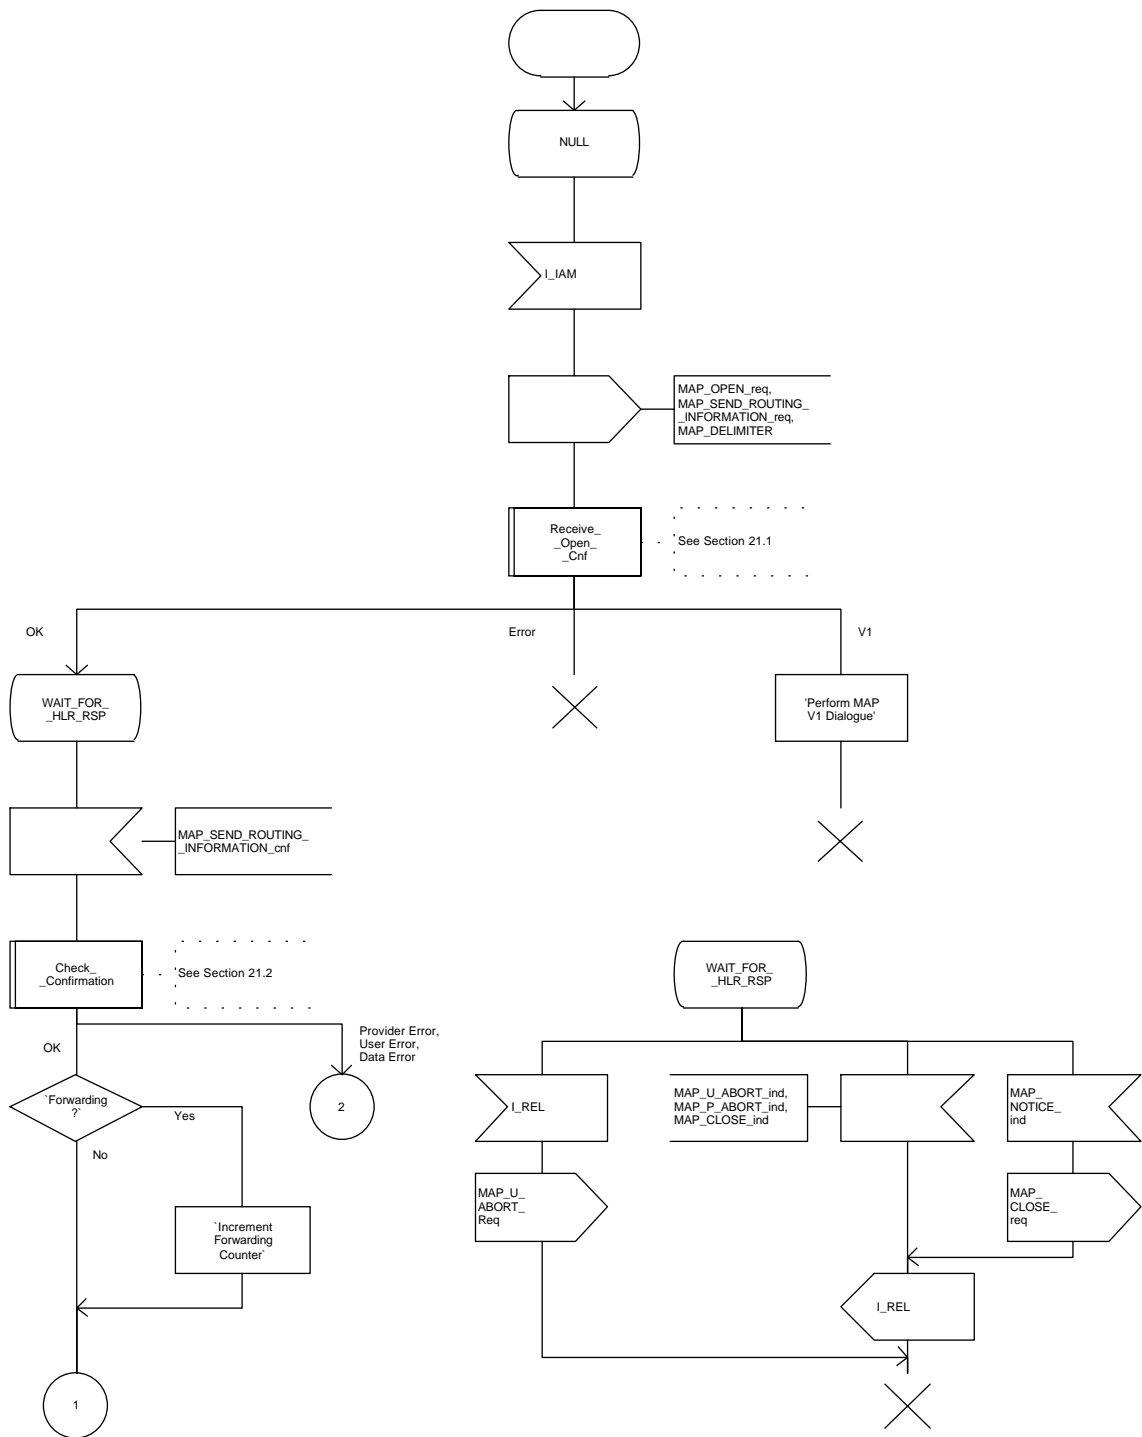 NULL
I_IAM
MAP_OPEN_req,
MAP_SEND_ROUTING_
_INFORMATION_req,
MAP_DELIMITER
Receive_
_Open_
_Cnf
See Section 21.1
OK
Error
V1
WAIT_FOR_
_HLR_RSP
'Perform MAP
V1 Dialogue'
MAP_SEND_ROUTING_
_INFORMATION_cnf
Check_
_Confirmation
See Section 21.2
OK
Provider Error,
User Error,
Data Error
`Forwarding
?`
Yes
No
2
`Increment
Forwarding
Counter`
1
WAIT_FOR_
_HLR_RSP
I_REL
MAP_U_ABORT_ind,
MAP_P_ABORT_ind,
MAP_CLOSE_ind
MAP_
NOTICE_
ind
MAP_U_
ABORT_
Req
MAP_
CLOSE_
req
I_REL